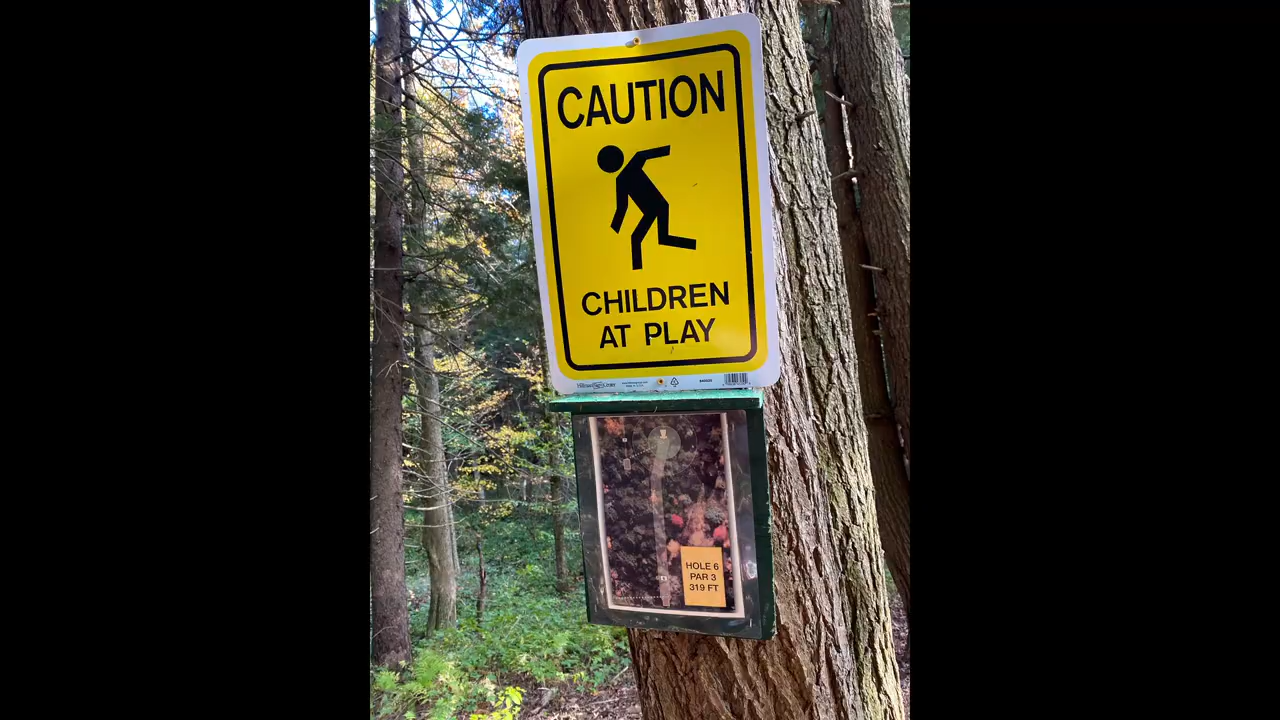 CAUTION
CHILDREN
AT PLAY
HOLE 6
PAR 3
319 FT